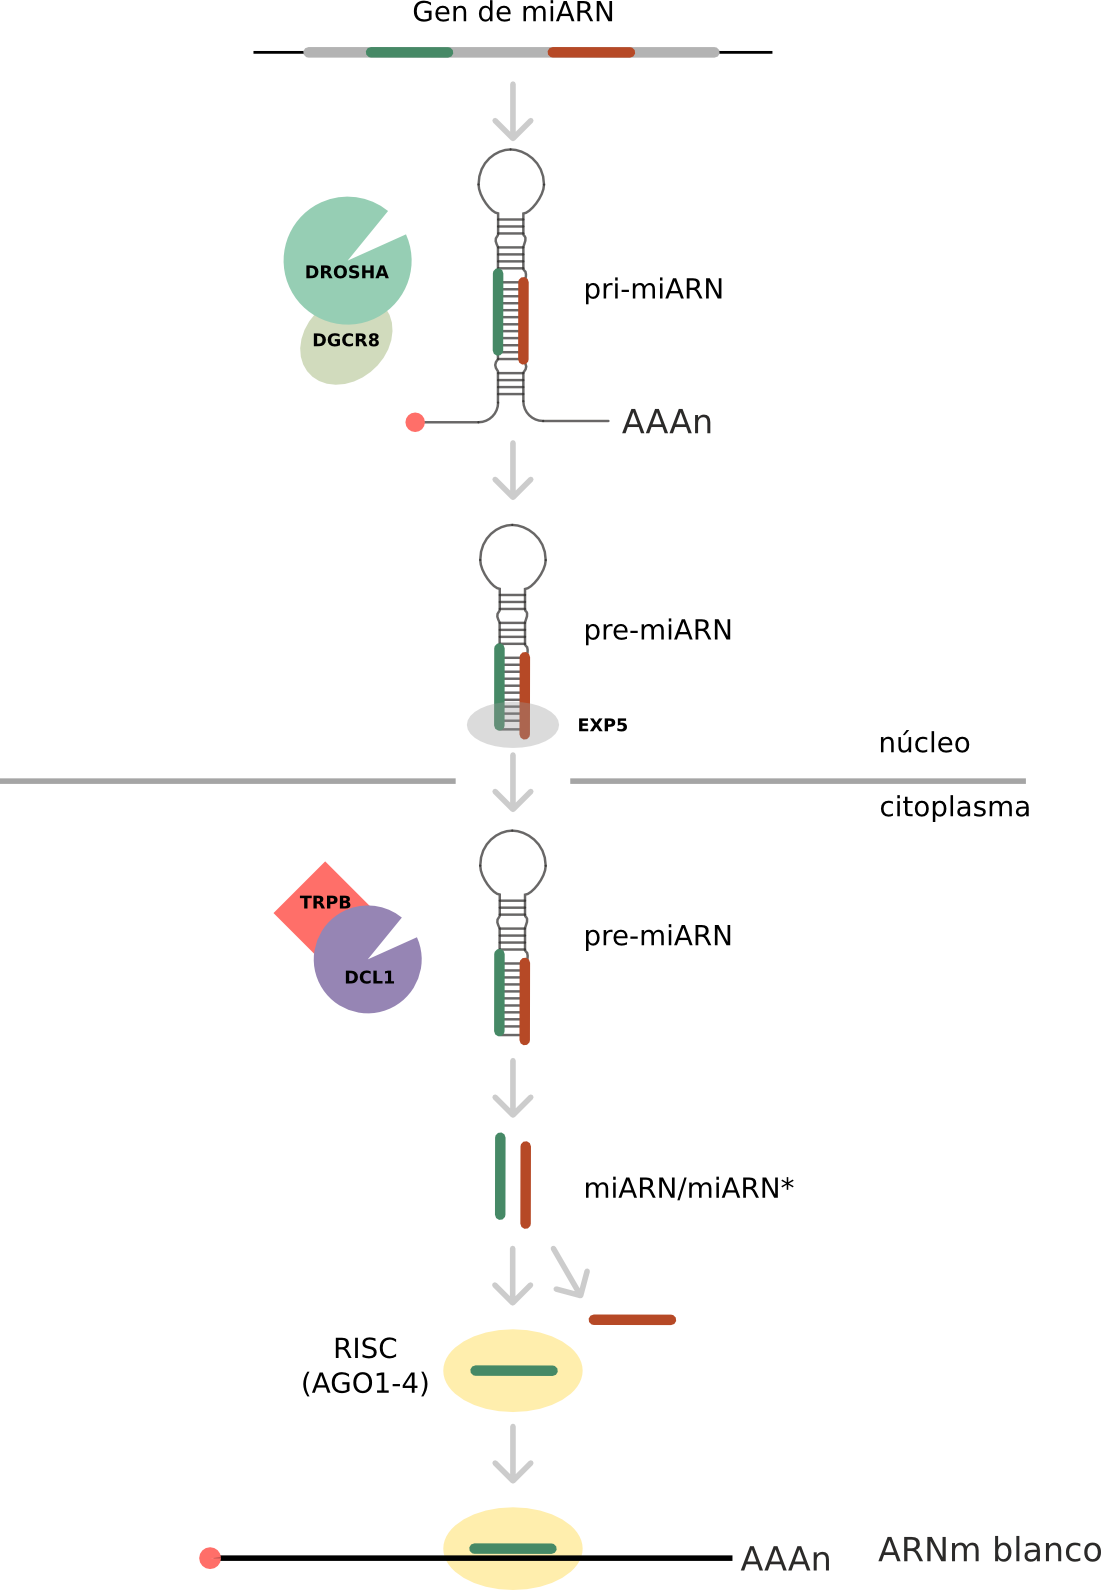 Gen de miARN
DROSHA
DGCR8
pri-miARN
AAAn
pre-miARN
EXP5
núcleo
citoplasma
TRPB
DCL1
pre-miARN
miARN/miARN*
RISC
(AGO1-4)
AAAn
ARNm blanco